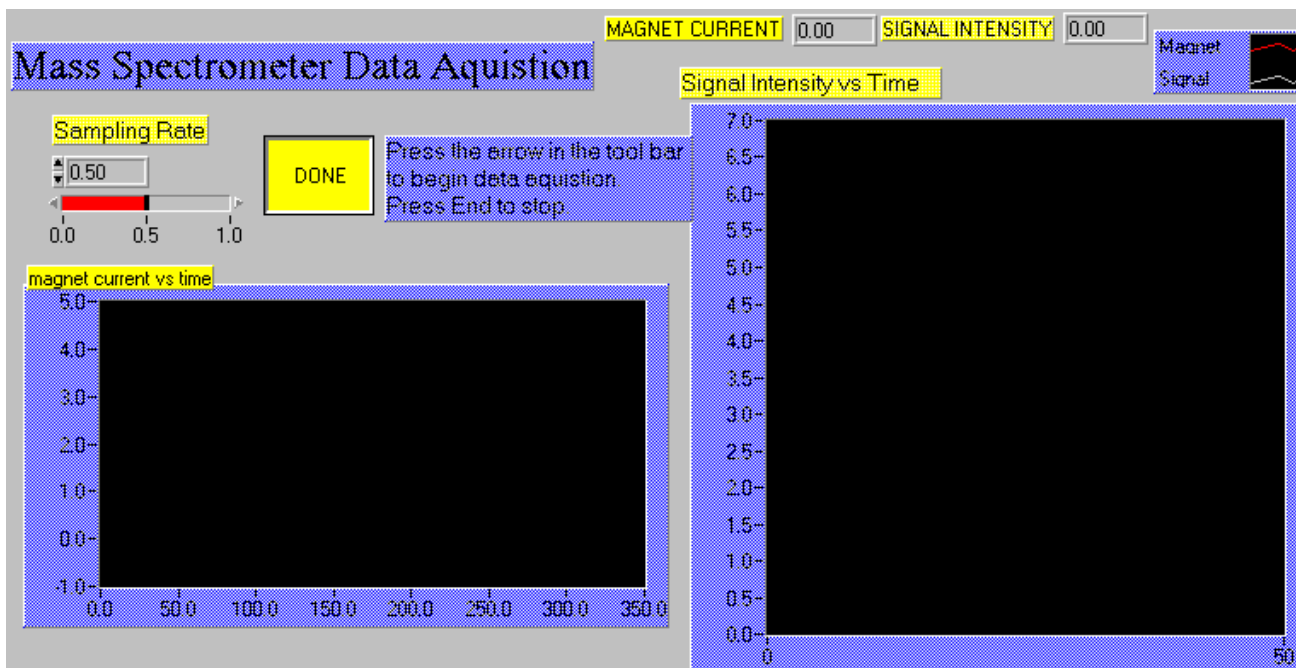 MAGNET CURRENT 0.00 SIGNAL INTENSITY 0.00
Mass Spectrometer Data Aquistion
Magnet
Signal
Signal Intensity vs Time
Sampling Rate
0.50
0.0 0.5 1.0
DONE
Press the arrow in the tool bar
to begin data aquistion
Press End to stop
magnet current vs time
5.0
4.0
3.0
2.0
1.0
0.0
-1.0
0.0 50.0 100.0 150.0 200.0 250.0 300.0 350.0
7.0
6.5
6.0
5.5
5.0
4.5
4.0
3.5
3.0
2.5
2.0
1.5
1.0
0.5
0.0
0 50